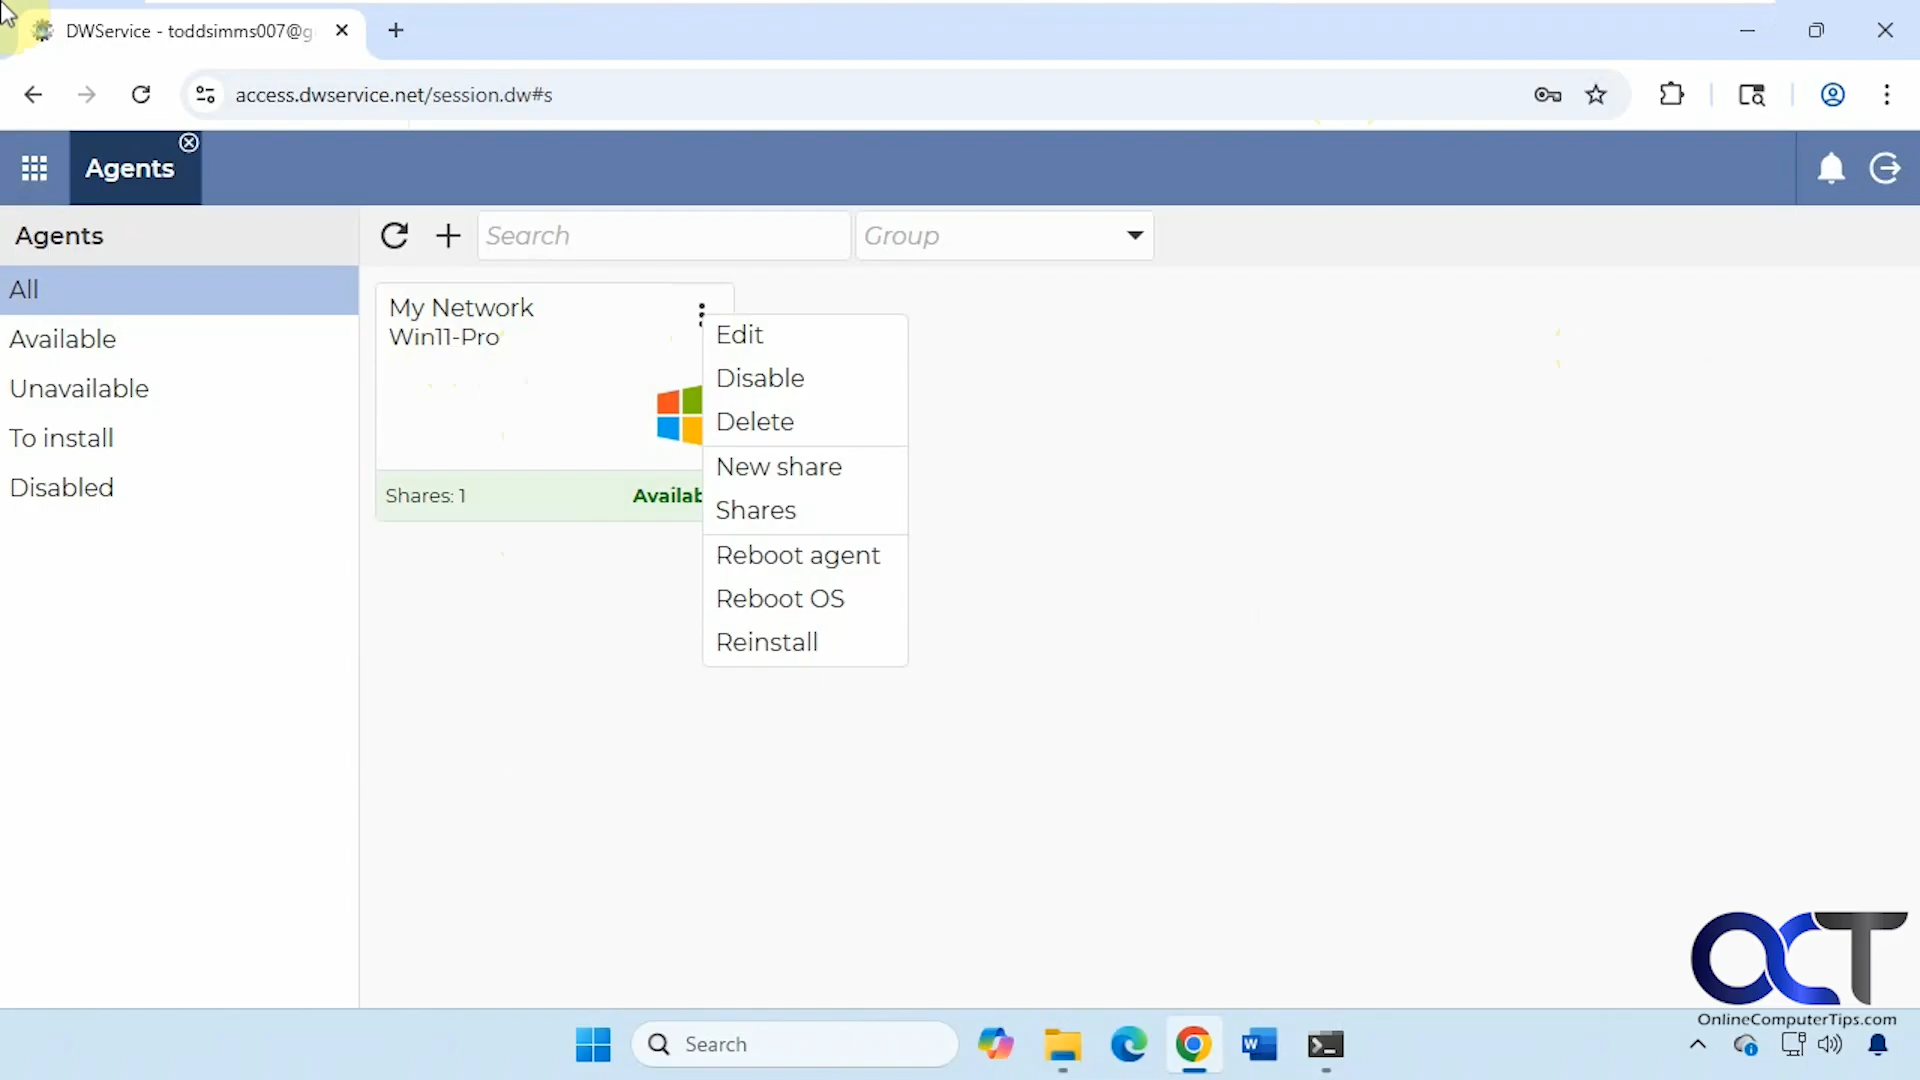 DWService - toddsimms007@g
access.dwservice.net/session.dw#s
Agents
Agents
Search
Group
All
Available
Unavailable
To install
Disabled
My Network
Win11-Pro
Shares: 1
Availab
Edit
Disable
Delete
New share
Shares
Reboot agent
Reboot OS
Reinstall
OCT
OnlineComputerTips.com
Search
W